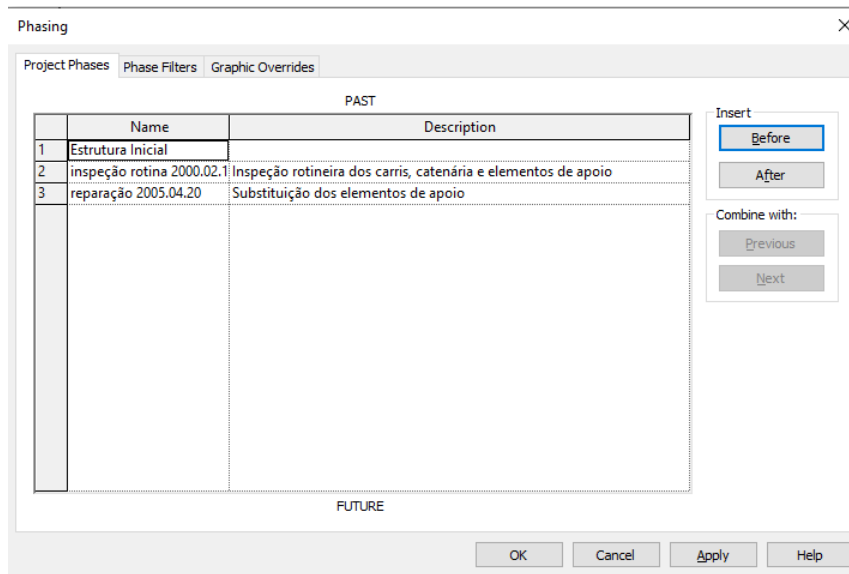 Phasing
Project Phases Phase Filters Graphic Overrides
PAST
Name Description
1 Estrutura Inicial
2 inspeção rotina 2000.02.1 Inspeção rotineira dos carris, catenária e elementos de apoio
3 reparação 2005.04.20 Substituição dos elementos de apoio
FUTURE
Insert
Before
After
Combine with:
Previous
Next
OK Cancel Apply Help